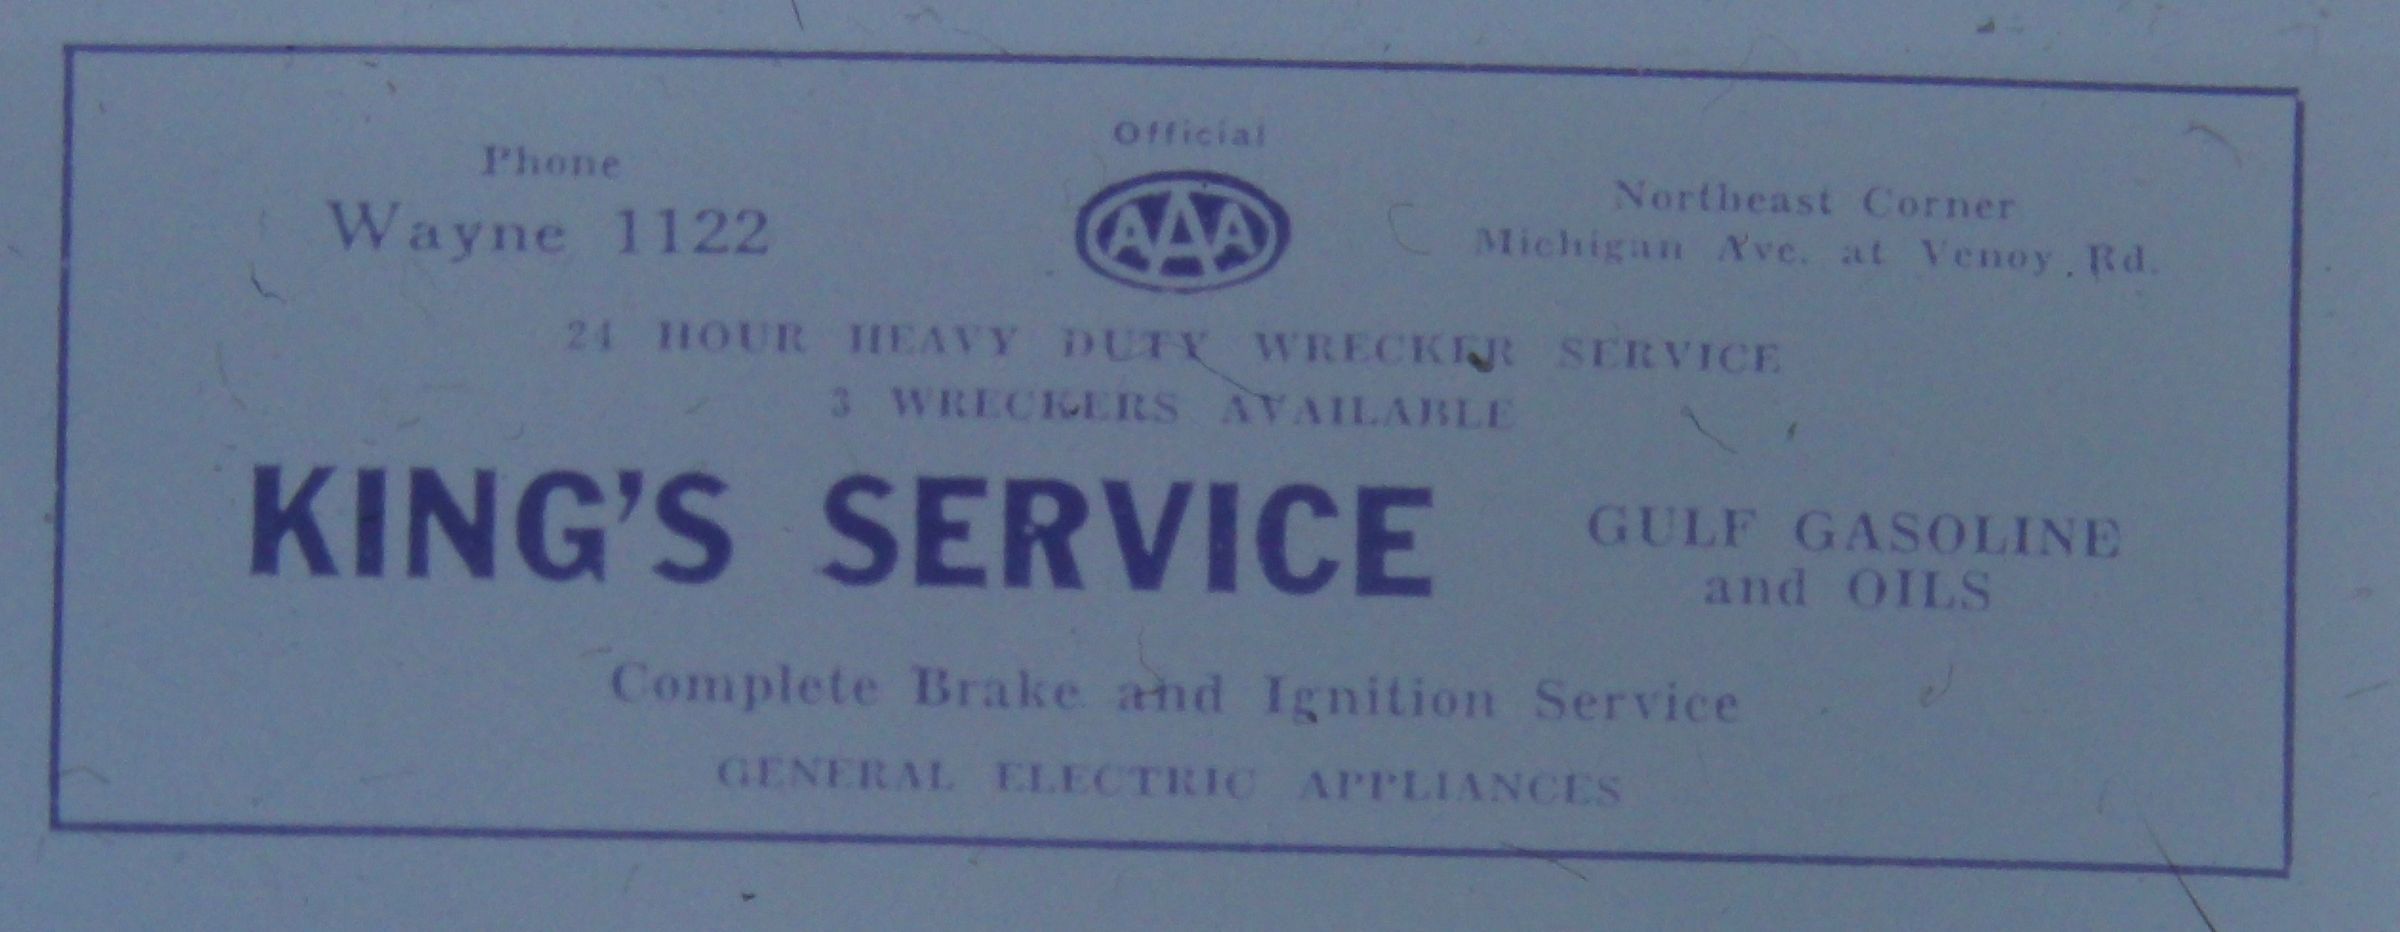 Phone
Wayne 1122
Official
AAA
Northeast Corner
Michigan Ave. at Venoy Rd.
24 HOUR HEAVY DUTY WRECKER SERVICE
3 WRECKERS AVAILABLE
KING'S SERVICE
GULF GASOLINE
and OILS
Complete Brake and Ignition Service
GENERAL ELECTRIC APPLIANCES